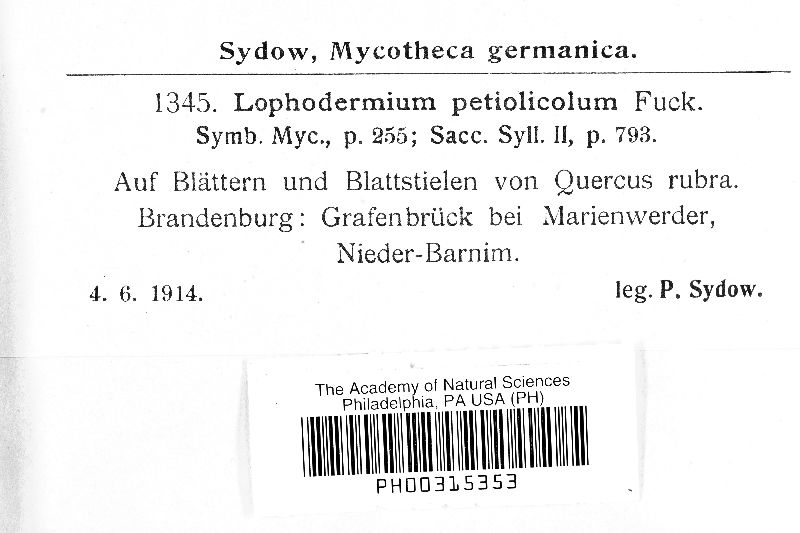 Sydow, Mycotheca germanica.
1345. Lophodermium petiolicolum Fuck.
Symb. Myc., p. 255; Sacc. Syll. II, p. 793.
Auf Blättern und Blattstielen von Quercus rubra.
Brandenburg: Grafenbrück bei Marienwerder,
Nieder-Barnim.
4. 6. 1914. leg. P. Sydow.
The Academy of Natural Sciences
Philadelphia, PA USA (PH)
PH00315353